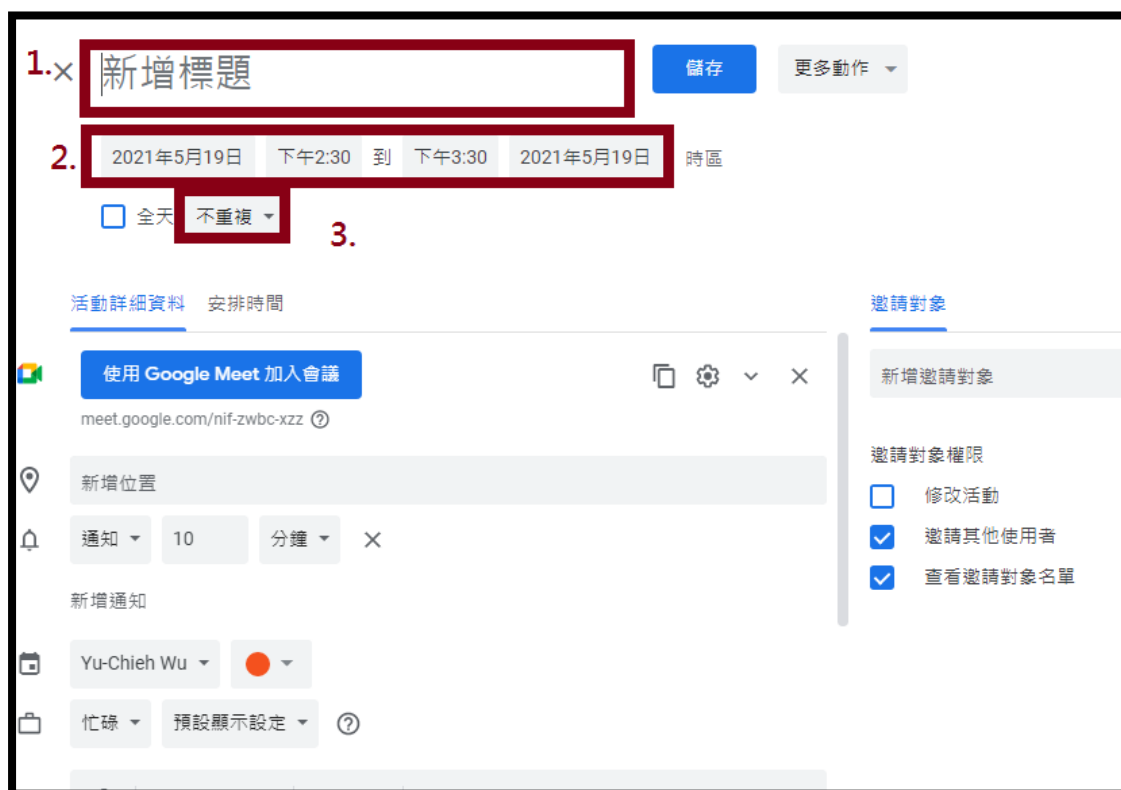 1.
新增標題
儲存
更多動作
2.
2021年5月19日 下午2:30 到 下午3:30 2021年5月19日 時區
全天 不重複
3.
活動詳細資料 安排時間
邀請對象
使用 Google Meet 加入會議
新增邀請對象
meet.google.com/nif-zwbc-xzz
邀請對象權限
新增位置
修改活動
通知 10 分鐘
邀請其他使用者
查看邀請對象名單
新增通知
Yu-Chieh Wu
忙碌 預設顯示設定